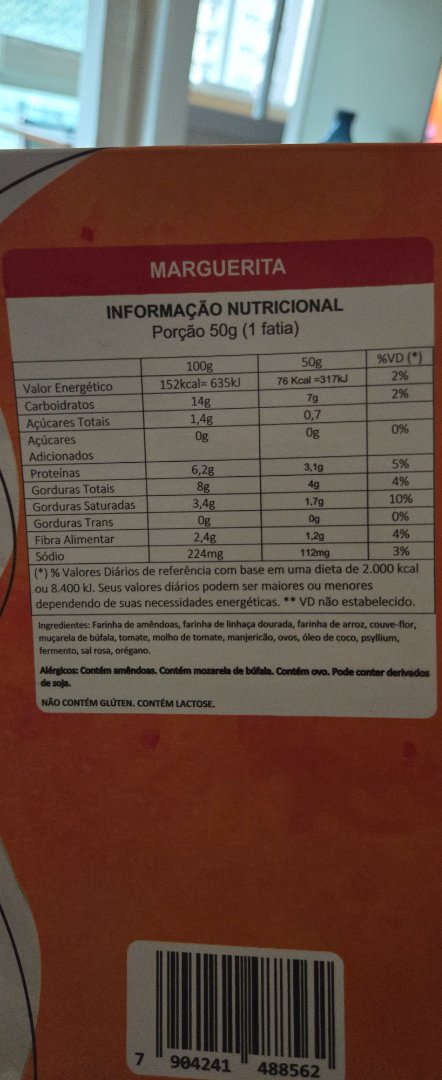 MARGUERITA
INFORMAÇÃO NUTRICIONAL
Porção 50g (1 fatia)
100g 50g %VD (*)
Valor Energético 152kcal= 635kJ 76 Kcal =317kJ 2%
Carboidratos 14g 7g 2%
Açúcares Totais 1,4g 0,7
Açúcares 0g 0g 0%
Adicionados
Proteínas 6,2g 3,1g 5%
Gorduras Totais 8g 4g 4%
Gorduras Saturadas 3,4g 1,7g 10%
Gorduras Trans 0g 0g 0%
Fibra Alimentar 2,4g 1,2g 4%
Sódio 224mg 112mg 3%
(*) % Valores Diários de referência com base em uma dieta de 2.000 kcal
ou 8.400 kJ. Seus valores diários podem ser maiores ou menores
dependendo de suas necessidades energéticas. ** VD não estabelecido.
Ingredientes: Farinha de amêndoas, farinha de linhaça dourada, farinha de arroz, couve-flor,
muçarela de búfala, tomate, molho de tomate, manjericão, ovos, óleo de coco, psyllium,
fermento, sal rosa, orégano.
Alérgicos: Contém amêndoas. Contém mozarela de búfala. Contém ovo. Pode conter derivados
de soja.
NÃO CONTÉM GLÚTEN. CONTÉM LACTOSE.
7 904241 488562